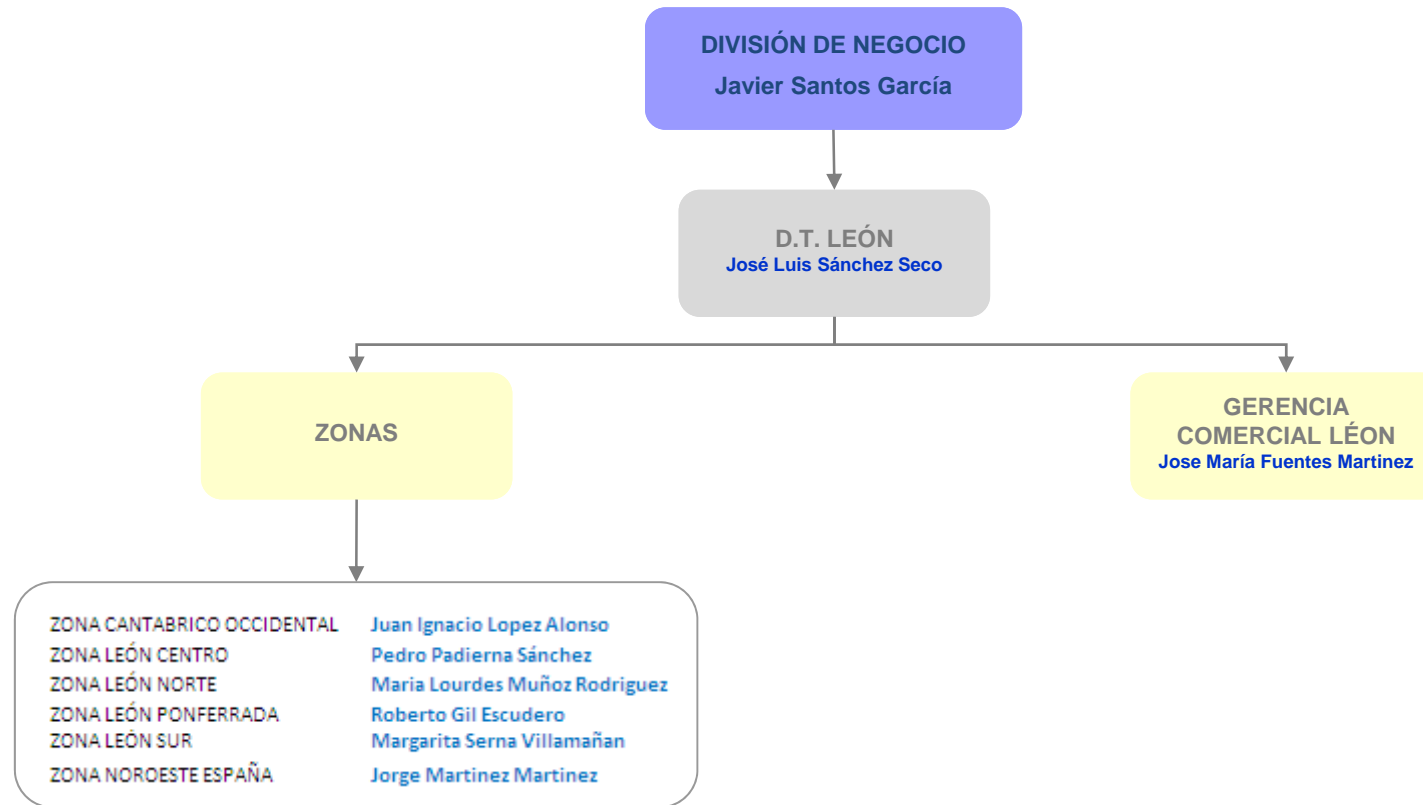 DIVISIÓN DE NEGOCIO
Javier Santos García
D.T. LEÓN
José Luis Sánchez Seco
ZONAS
GERENCIA
COMERCIAL LÉON
Jose María Fuentes Martinez
ZONA CANTABRICO OCCIDENTAL Juan Ignacio Lopez Alonso
ZONA LEÓN CENTRO Pedro Padierna Sánchez
ZONA LEÓN NORTE Maria Lourdes Muñoz Rodriguez
ZONA LEÓN PONFERRADA Roberto Gil Escudero
ZONA LEÓN SUR Margarita Serna Villamañan
ZONA NOROESTE ESPAÑA Jorge Martinez Martinez